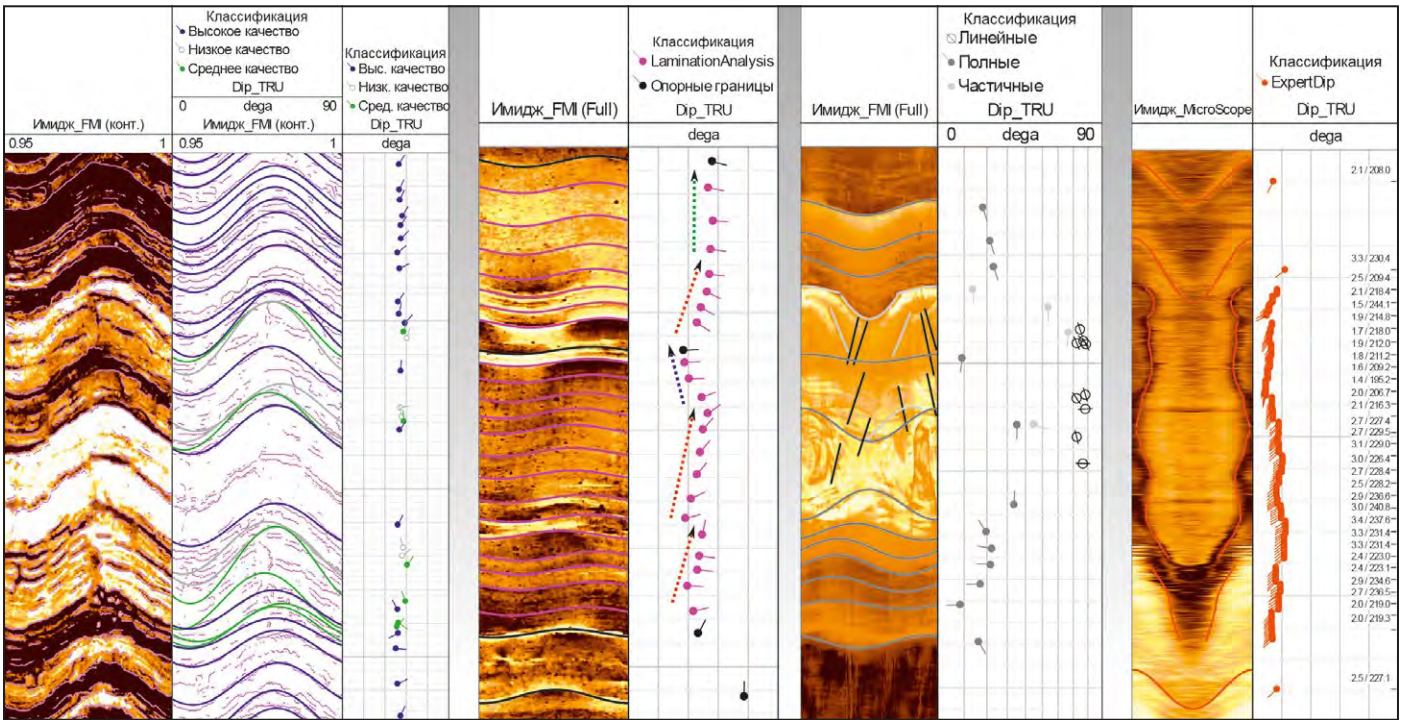 Классификация
Высокое качество
Низкое качество
Среднее качество
Dip_TRU
0 dega 90
Имидж_FMI (конт.)
0.95 1
Имидж_FMI (конт.)
0.95 1
Классификация
Выс. качество
Низк. качество
Сред. качество
Dip_TRU
dega
Имидж_FMI (Full)
Классификация
LaminationAnalysis
Опорные границы
Dip_TRU
dega
Имидж_FMI (Full)
Классификация
Линейные
Полные
Частичные
Dip_TRU
0 dega 90
Имидж_MicroScope
Классификация
ExpertDip
Dip_TRU
dega
2.1 / 208.0
3.3 / 230.4
2.5 / 209.4
2.1 / 218.4
1.5 / 244.1
1.9 / 214.8
1.7 / 218.0
1.9 / 212.0
1.8 / 211.2
1.6 / 209.2
1.4 / 195.2
2.0 / 206.7
2.1 / 216.3
2.7 / 227.4
2.7 / 229.5
3.1 / 229.0
3.0 / 226.4
2.7 / 228.4
2.5 / 228.2
2.9 / 236.6
3.0 / 240.8
3.4 / 237.6
3.3 / 231.4
3.3 / 231.4
2.4 / 223.0
2.4 / 223.1
2.9 / 234.6
2.7 / 236.5
2.0 / 219.0
2.0 / 219.3
2.5 / 227.1